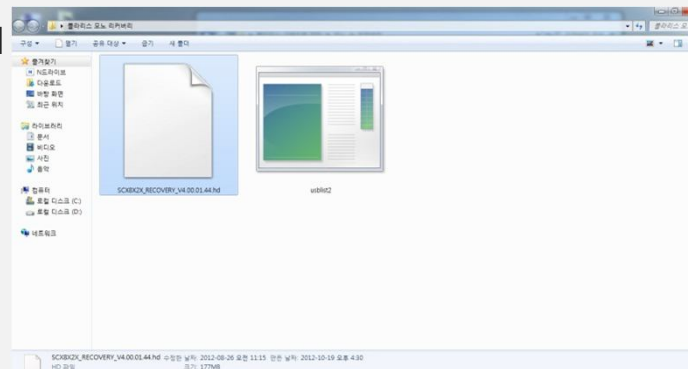 폴라리스 모노 리커버리
구성 열기 공유 대상 굽기 새 폴더
즐겨찾기
N드라이브
다운로드
바탕 화면
최근 위치
라이브러리
문서
비디오
사진
음악
컴퓨터
로컬 디스크 (C:)
로컬 디스크 (D:)
네트워크
SCX8X2X_RECOVERY_V4.00.01.44.hd
usblist2
SCX8X2X_RECOVERY_V4.00.01.44.hd 수정한 날짜: 2012-08-26 오전 11:15 만든 날짜: 2012-10-19 오후 4:30
HD 파일 크기: 177MB